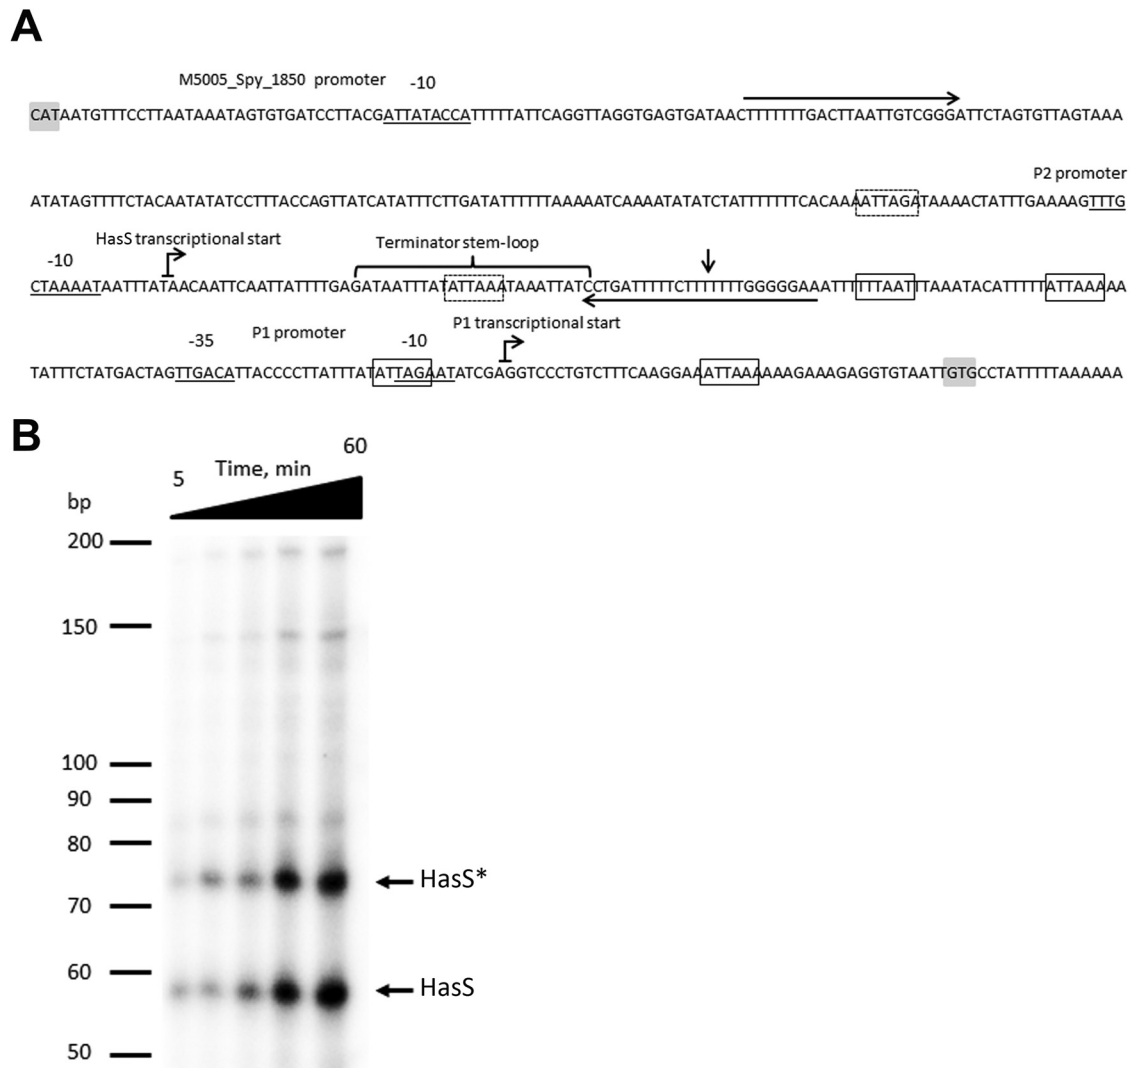 A
M5005_Spy_1850 promoter -10
CATAATGTTTCCTTAATAAATAGTGTGATCCTTACGATTATACCATTTTTATTCAGGTTAGGTGAGTGATAACTTTTTTTGACTTAATTGTCGGGATTCTAGTGTTAGTAAA
P2 promoter
ATATAGTTTTCTACAATATATCCTTTACCAGTTATCATATTTCTTGATATTTTTTAAAAATCAAAATATATCTATTTTTTTCACAAAATTAGATAAAACTATTTGAAAAGTTTG
-10 HasS transcriptional start Terminator stem-loop
CTAAAATAATTTATAACAATTCAATTATTTTGAGATAATTTATATTAAATAAATTATCCTGATTTTTCTTTTTTTGGGGGAAATTTTTAATTTAAATACATTTTTATTAAAAAA
-35 P1 promoter -10 P1 transcriptional start
TATTTCTATGACTAGTTGACATTACCCCTTATTTATATTAGAATATCGAGGTCCCTGTCTTTCAAGGAAATTAAAAAAGAAAGAGGTGTAATTGTGCCTATTTTTAAAAAA
B
5 Time, min 60
bp
200
150
100
90
80
HasS*
70
60
HasS
50